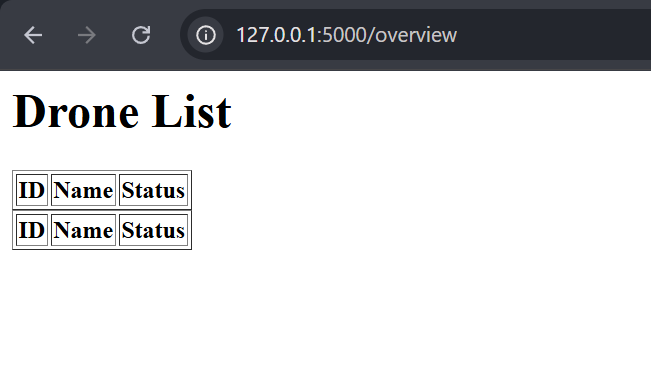 127.0.0.1:5000/overview
Drone List
ID Name Status
ID Name Status